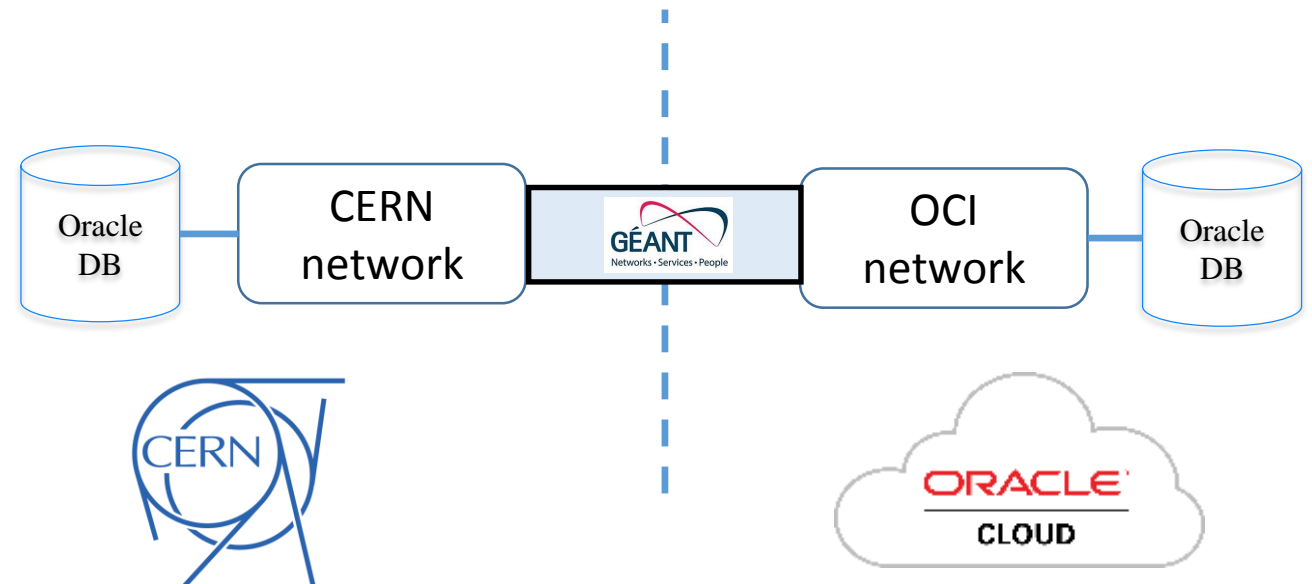 Oracle
DB
CERN
network
GÉANT
Networks • Services • People
OCI
network
Oracle
DB
CERN
ORACLE
CLOUD